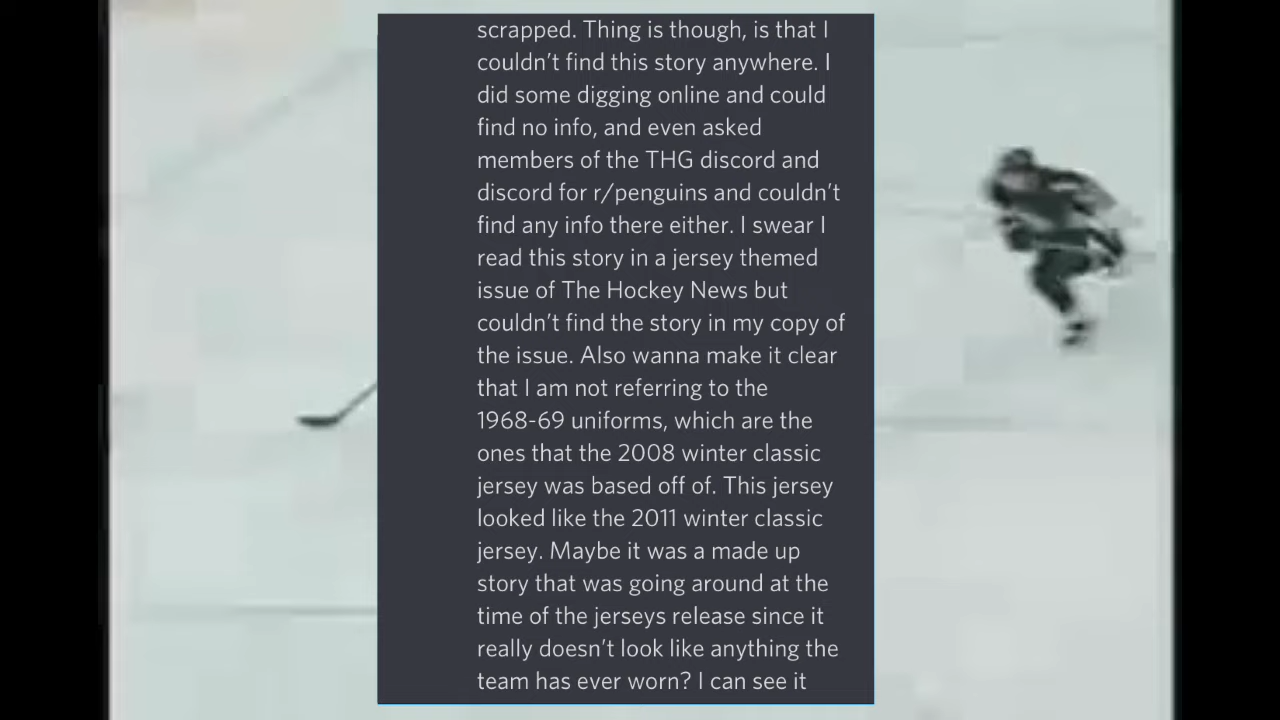 scrapped. Thing is though, is that I
couldn't find this story anywhere. I
did some digging online and could
find no info, and even asked
members of the THG discord and
discord for r/penguins and couldn't
find any info there either. I swear I
read this story in a jersey themed
issue of The Hockey News but
couldn't find the story in my copy of
the issue. Also wanna make it clear
that I am not referring to the
1968-69 uniforms, which are the
ones that the 2008 winter classic
jersey was based off of. This jersey
looked like the 2011 winter classic
jersey. Maybe it was a made up
story that was going around at the
time of the jerseys release since it
really doesn't look like anything the
team has ever worn? I can see it